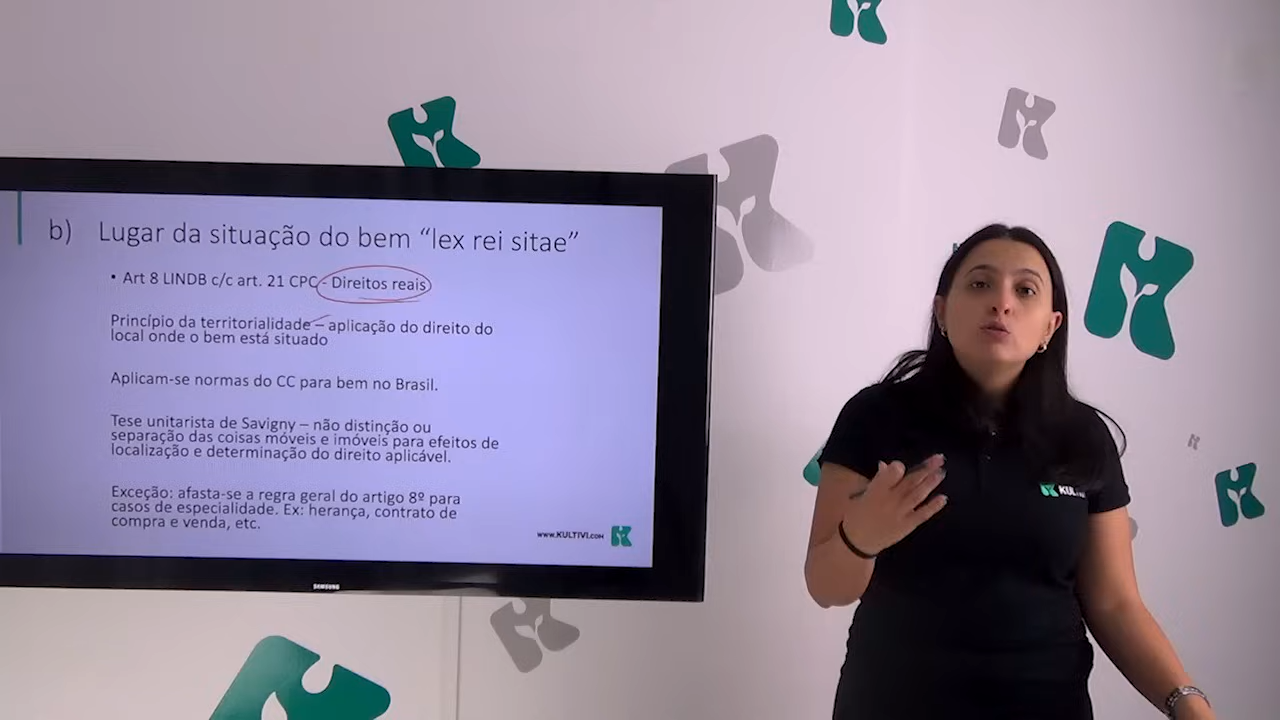 b) Lugar da situação do bem “lex rei sitae”
• Art 8 LINDB c/c art. 21 CPC - Direitos reais
Princípio da territorialidade – aplicação do direito do
local onde o bem está situado
Aplicam-se normas do CC para bem no Brasil.
Tese unitarista de Savigny – não distinção ou
separação das coisas móveis e imóveis para efeitos de
localização e determinação do direito aplicável.
Exceção: afasta-se a regra geral do artigo 8º para
casos de especialidade. Ex: herança, contrato de
compra e venda, etc.
www.KULTIVI.com
SAMSUNG